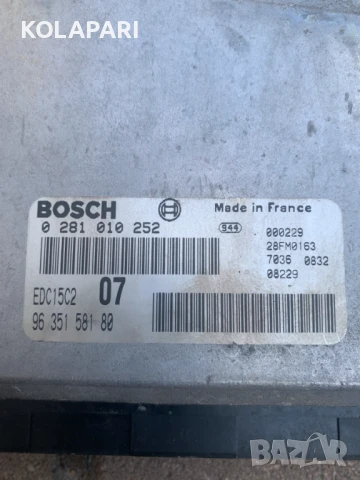 KOLAPARI
BOSCH
Made in France
0 281 010 252
S44
000229
28FM0163
7036 0832
08229
EDC15C2 07
96 351 581 80
BAZAR